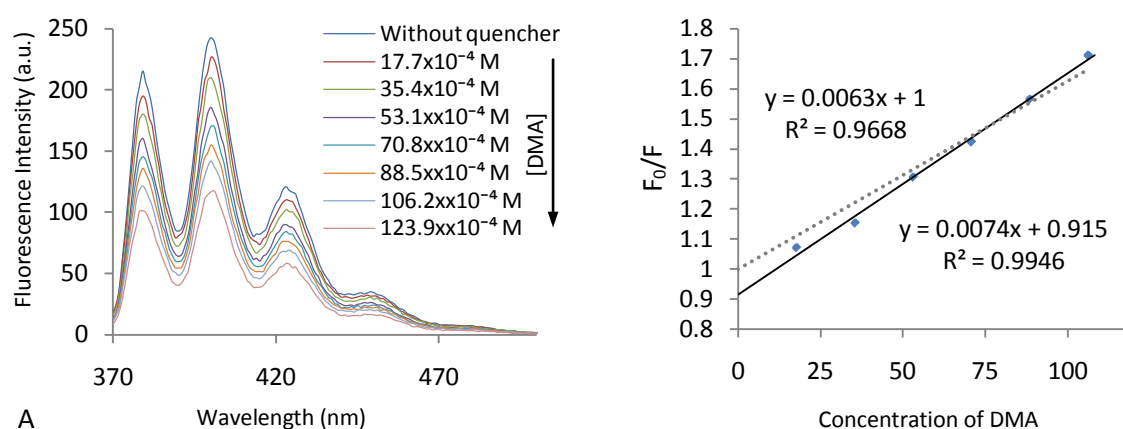 Fluorescence Intensity (a.u.)
250
200
150
100
50
0
370
420
470
Wavelength (nm)
A
Without quencher
17.7x10⁻⁴ M
35.4x10⁻⁴ M
53.1xx10⁻⁴ M
70.8xx10⁻⁴ M
88.5xx10⁻⁴ M
106.2xx10⁻⁴ M
123.9xx10⁻⁴ M
[DMA]
F₀/F
1.8
1.7
1.6
1.5
1.4
1.3
1.2
1.1
1
0.9
0.8
y = 0.0063x + 1
R² = 0.9668
y = 0.0074x + 0.915
R² = 0.9946
0
25
50
75
100
Concentration of DMA